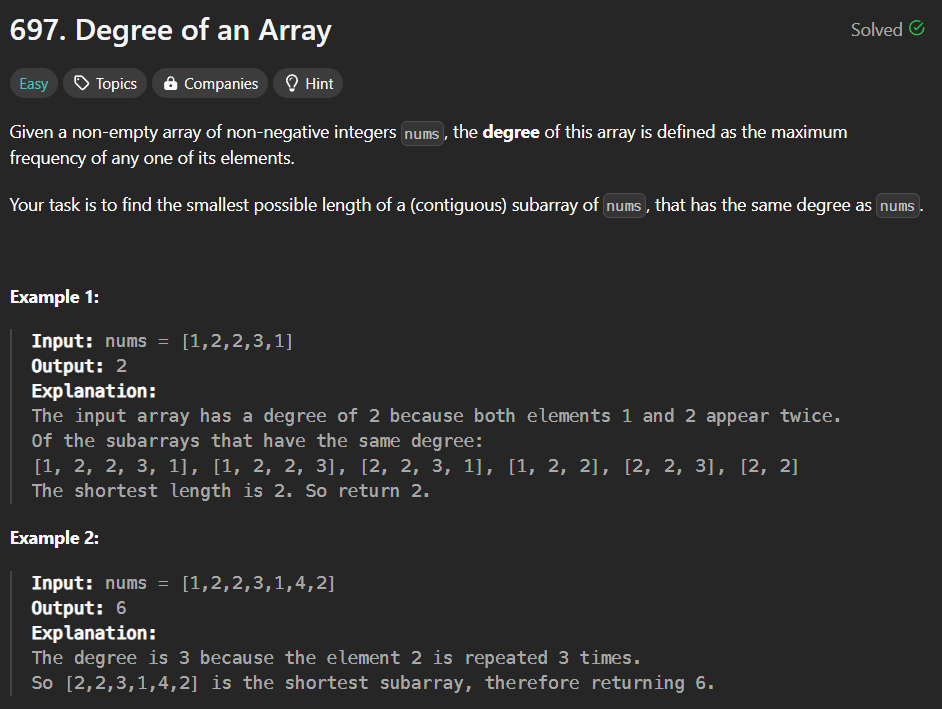 697. Degree of an Array
Solved
Easy
Topics
Companies
Hint
Given a non-empty array of non-negative integers nums, the degree of this array is defined as the maximum
frequency of any one of its elements.
Your task is to find the smallest possible length of a (contiguous) subarray of nums, that has the same degree as nums.
Example 1:
Input: nums = [1,2,2,3,1]
Output: 2
Explanation:
The input array has a degree of 2 because both elements 1 and 2 appear twice.
Of the subarrays that have the same degree:
[1, 2, 2, 3, 1], [1, 2, 2, 3], [2, 2, 3, 1], [1, 2, 2], [2, 2, 3], [2, 2]
The shortest length is 2. So return 2.
Example 2:
Input: nums = [1,2,2,3,1,4,2]
Output: 6
Explanation:
The degree is 3 because the element 2 is repeated 3 times.
So [2,2,3,1,4,2] is the shortest subarray, therefore returning 6.